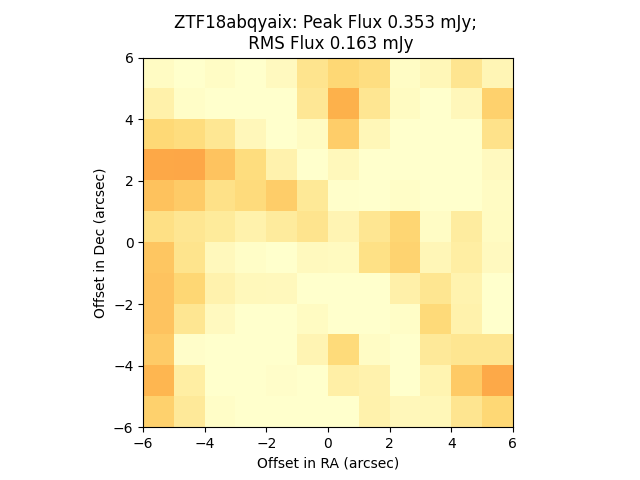 ZTF18abqyaix: Peak Flux 0.353 mJy;
RMS Flux 0.163 mJy
6
4
2
0
−2
−4
−6
Offset in Dec (arcsec)
−6 −4 −2 0 2 4 6
Offset in RA (arcsec)